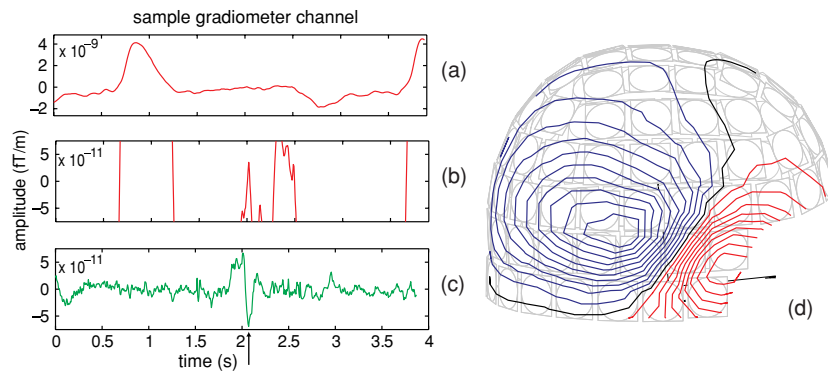 sample gradiometer channel
x 10⁻⁹
4
2
0
−2
(a)
x 10⁻¹¹
5
0
−5
(b)
amplitude (fT/m)
x 10⁻¹¹
5
0
−5
(c)
0 0.5 1 1.5 2 2.5 3 3.5 4
time (s)
(d)